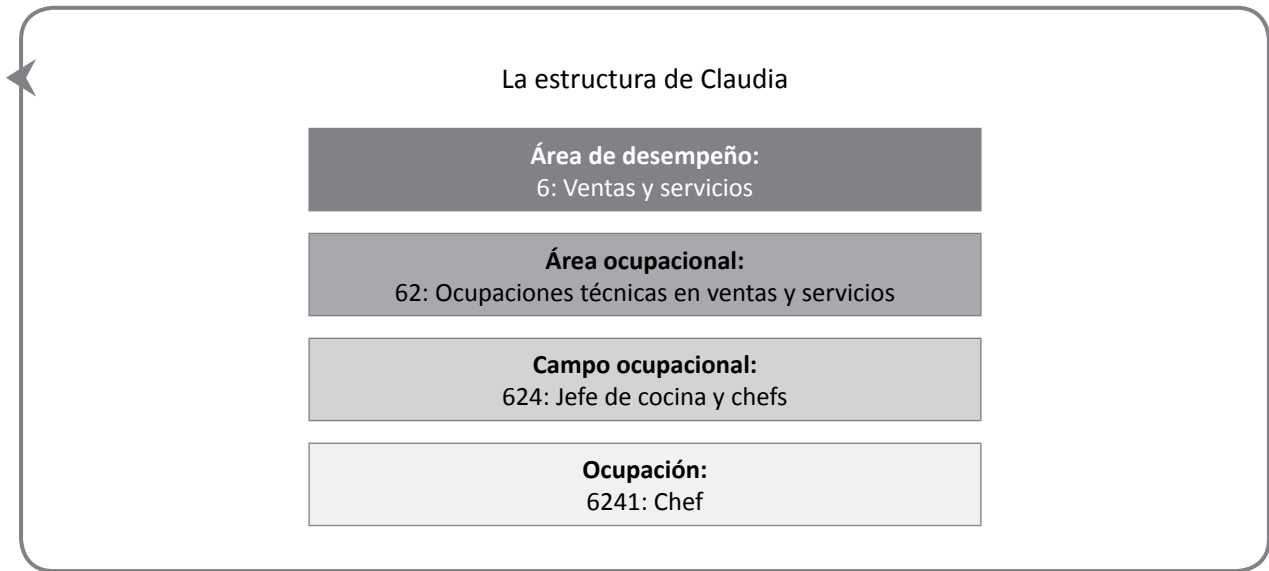 La estructura de Claudia
Área de desempeño:
6: Ventas y servicios
Área ocupacional:
62: Ocupaciones técnicas en ventas y servicios
Campo ocupacional:
624: Jefe de cocina y chefs
Ocupación:
6241: Chef